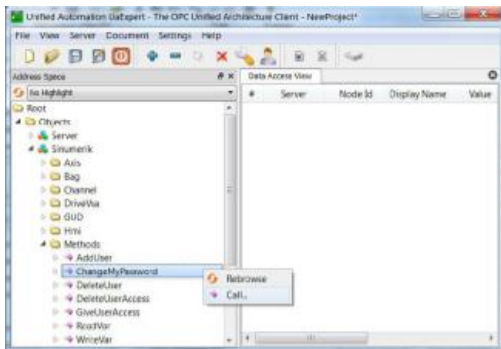 Unified Automation UaExpert - The OPC Unified Architecture Client - NewProject*
File View Server Document Settings Help
Address Space
No Highlight
Root
Objects
Server
Sinumerik
Axis
Bag
Channel
DriveVsa
GUD
Hmi
Methods
AddUser
ChangeMyPassword
DeleteUser
DeleteUserAccess
GiveUserAccess
ReadVar
WriteVar
Rebrowse
Call..
Data Access View
# Server Node Id Display Name Value